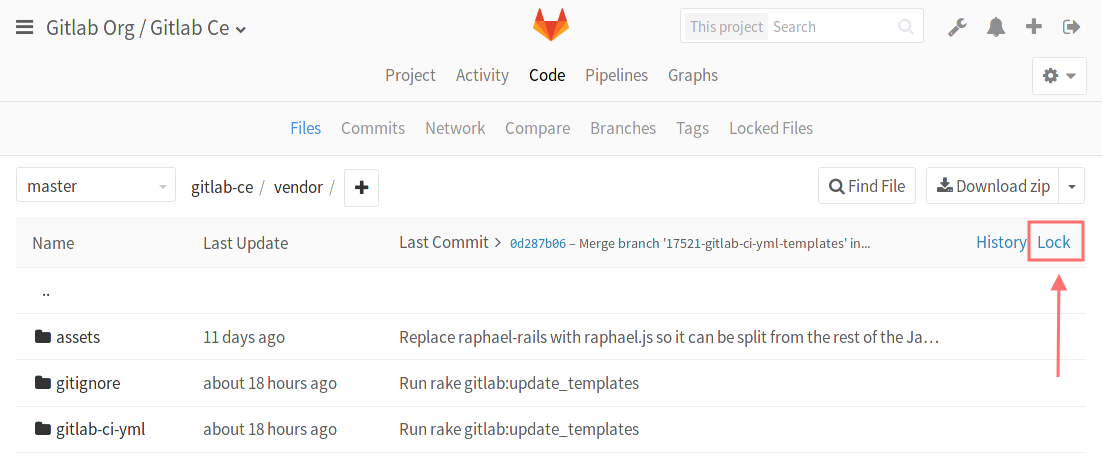 Gitlab Org / Gitlab Ce
This project Search
Project Activity Code Pipelines Graphs
Files Commits Network Compare Branches Tags Locked Files
master gitlab-ce / vendor / Find File Download zip
Name Last Update Last Commit > 0d287b06 – Merge branch '17521-gitlab-ci-yml-templates' in... History Lock
..
assets 11 days ago Replace raphael-rails with raphael.js so it can be split from the rest of the Ja…
gitignore about 18 hours ago Run rake gitlab:update_templates
gitlab-ci-yml about 18 hours ago Run rake gitlab:update_templates